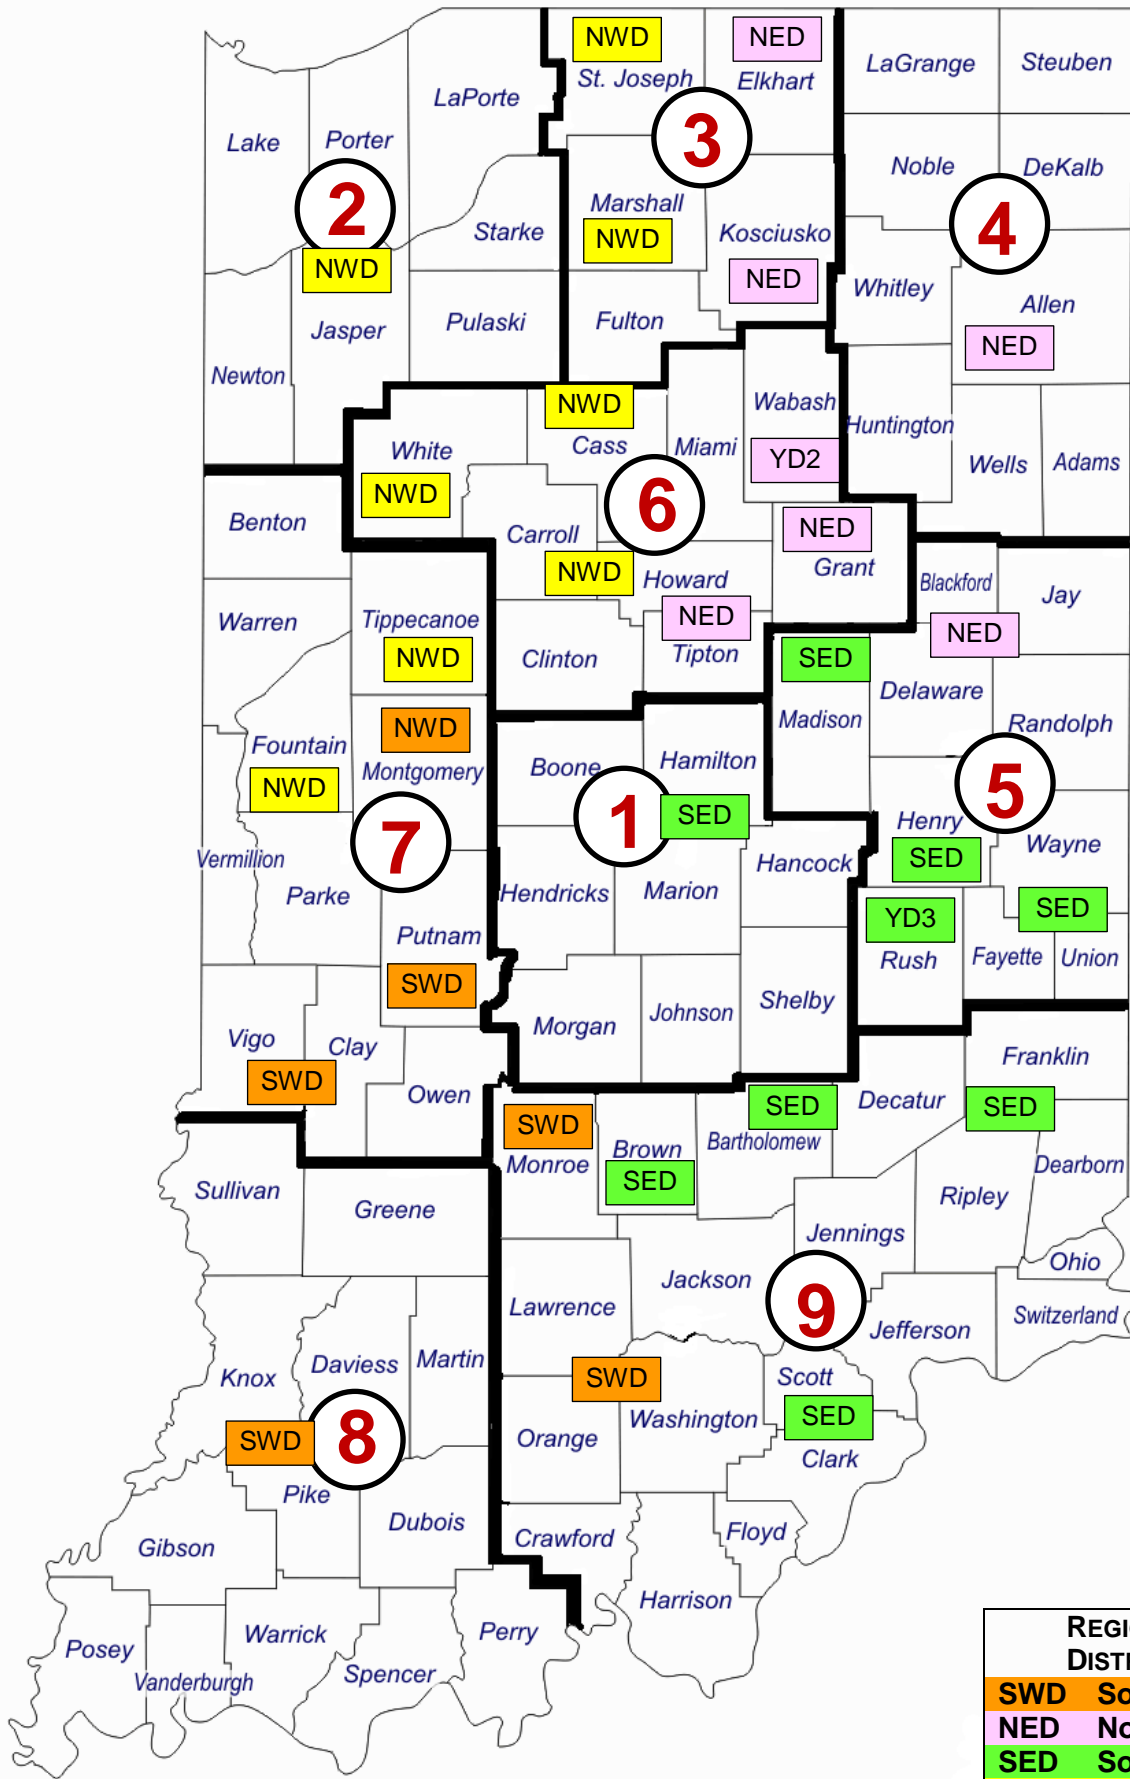 NWD
NED
St. Joseph
Elkhart
LaGrange
Steuben
LaPorte
Lake
Porter
3
Noble
DeKalb
2
Marshall
NWD
Starke
Kosciusko
4
NWD
NED
Whitley
Allen
Jasper
Pulaski
Fulton
NED
Newton
NWD
Wabash
Cass
Miami
Huntington
White
YD2
Wells
Adams
NWD
6
Benton
Carroll
NED
NWD
Howard
Grant
Blackford
Jay
Warren
Tippecanoe
NED
NED
NWD
Clinton
Tipton
SED
Delaware
Madison
Randolph
NWD
Fountain
Montgomery
Boone
Hamilton
NWD
5
7
1
SED
Henry
Wayne
Vermillion
Hancock
SED
Parke
Hendricks
Marion
YD3
SED
Putnam
Rush
Fayette
Union
SWD
Morgan
Johnson
Shelby
Vigo
Clay
Franklin
SWD
Owen
SED
Decatur
SED
SWD
Brown
Bartholomew
Monroe
SED
Dearborn
Sullivan
Greene
Ripley
Jennings
Ohio
Jackson
Lawrence
9
Switzerland
Jefferson
Knox
Daviess
Martin
SWD
Scott
SED
Washington
SWD
8
Orange
Clark
Pike
Dubois
Gibson
Crawford
Floyd
Harrison
Posey
Warrick
Perry
Vanderburgh
Spencer
REGI
DISTI
SWD So
NED No
SED So